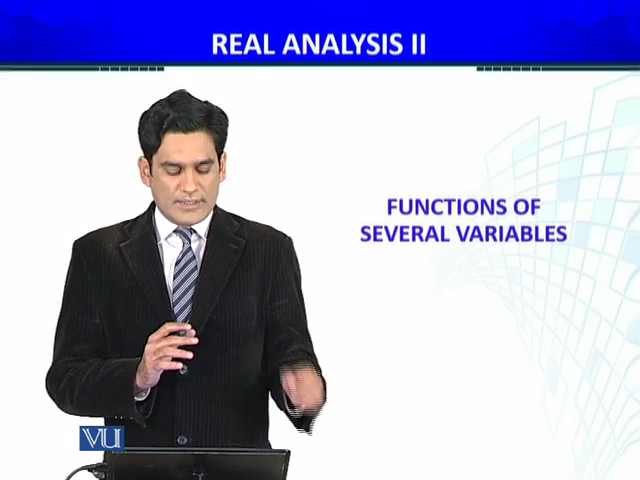 REAL ANALYSIS II
FUNCTIONS OF
SEVERAL VARIABLES
VU